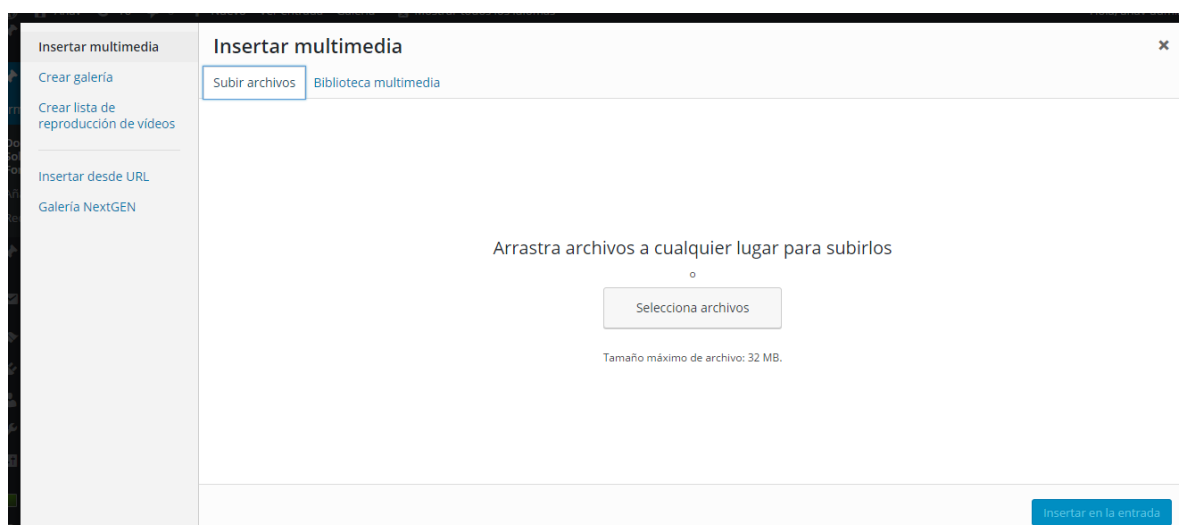 Insertar multimedia
Crear galería
Crear lista de
reproducción de vídeos
Insertar desde URL
Galería NextGEN
Insertar multimedia
×
Subir archivos
Biblioteca multimedia
Arrastra archivos a cualquier lugar para subirlos
o
Selecciona archivos
Tamaño máximo de archivo: 32 MB.
Insertar en la entrada